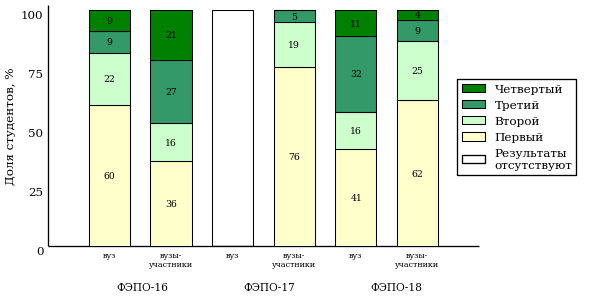 100
75
50
25
0
Доля студентов, %
9
9
22
60
21
27
16
36
5
19
76
11
32
16
41
4
9
25
62
Четвертый
Третий
Второй
Первый
Результаты
отсутствуют
вуз
вузы-
участники
вуз
вузы-
участники
вуз
вузы-
участники
ФЭПО-16
ФЭПО-17
ФЭПО-18